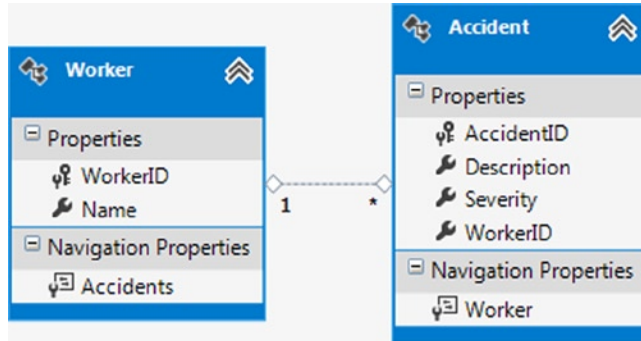 Worker
Properties
WorkerID
Name
Navigation Properties
Accidents
1
*
Accident
Properties
AccidentID
Description
Severity
WorkerID
Navigation Properties
Worker